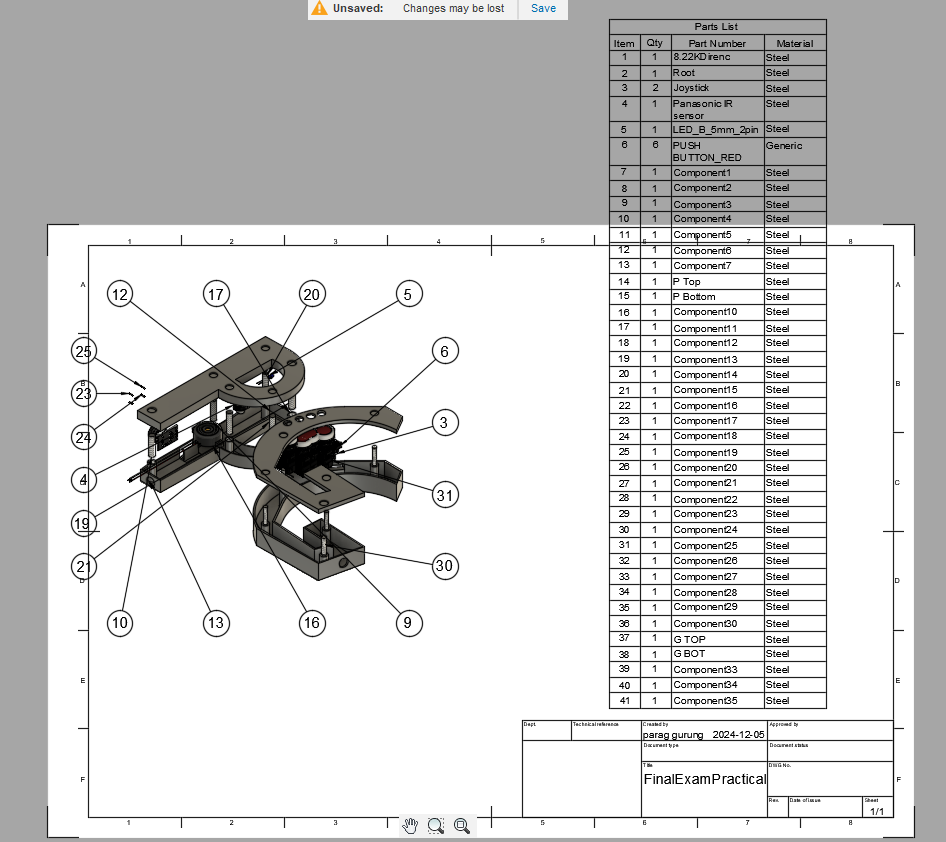 Unsaved: Changes may be lost Save
Parts List
Item Qty Part Number Material
1 1 8.22KDirenc Steel
2 1 Root Steel
3 2 Joystick Steel
4 1 Panasonic IR sensor Steel
5 1 LED_B_5mm_2pin Steel
6 6 PUSH BUTTON_RED Generic
7 1 Component1 Steel
8 1 Component2 Steel
9 1 Component3 Steel
10 1 Component4 Steel
11 1 Component5 Steel
12 1 Component6 Steel
13 1 Component7 Steel
14 1 P Top Steel
15 1 P Bottom Steel
16 1 Component10 Steel
17 1 Component11 Steel
18 1 Component12 Steel
19 1 Component13 Steel
20 1 Component14 Steel
21 1 Component15 Steel
22 1 Component16 Steel
23 1 Component17 Steel
24 1 Component18 Steel
25 1 Component19 Steel
26 1 Component20 Steel
27 1 Component21 Steel
28 1 Component22 Steel
29 1 Component23 Steel
30 1 Component24 Steel
31 1 Component25 Steel
32 1 Component26 Steel
33 1 Component27 Steel
34 1 Component28 Steel
35 1 Component29 Steel
36 1 Component30 Steel
37 1 G TOP Steel
38 1 G BOT Steel
39 1 Component33 Steel
40 1 Component34 Steel
41 1 Component35 Steel
1 2 3 4 5 6 7 8
A A
B B
C
D D
E E
F F
12 17 20 5
25 6
23
24 3
4 31
19
21 30
10 13 16 9
Dept. Technical reference Created by Approved by
parag gurung 2024-12-05
Document type Document status
Title DWG No.
FinalExamPractical
Rev. Date of issue Sheet
1/1
1 2 3 5 6 7 8